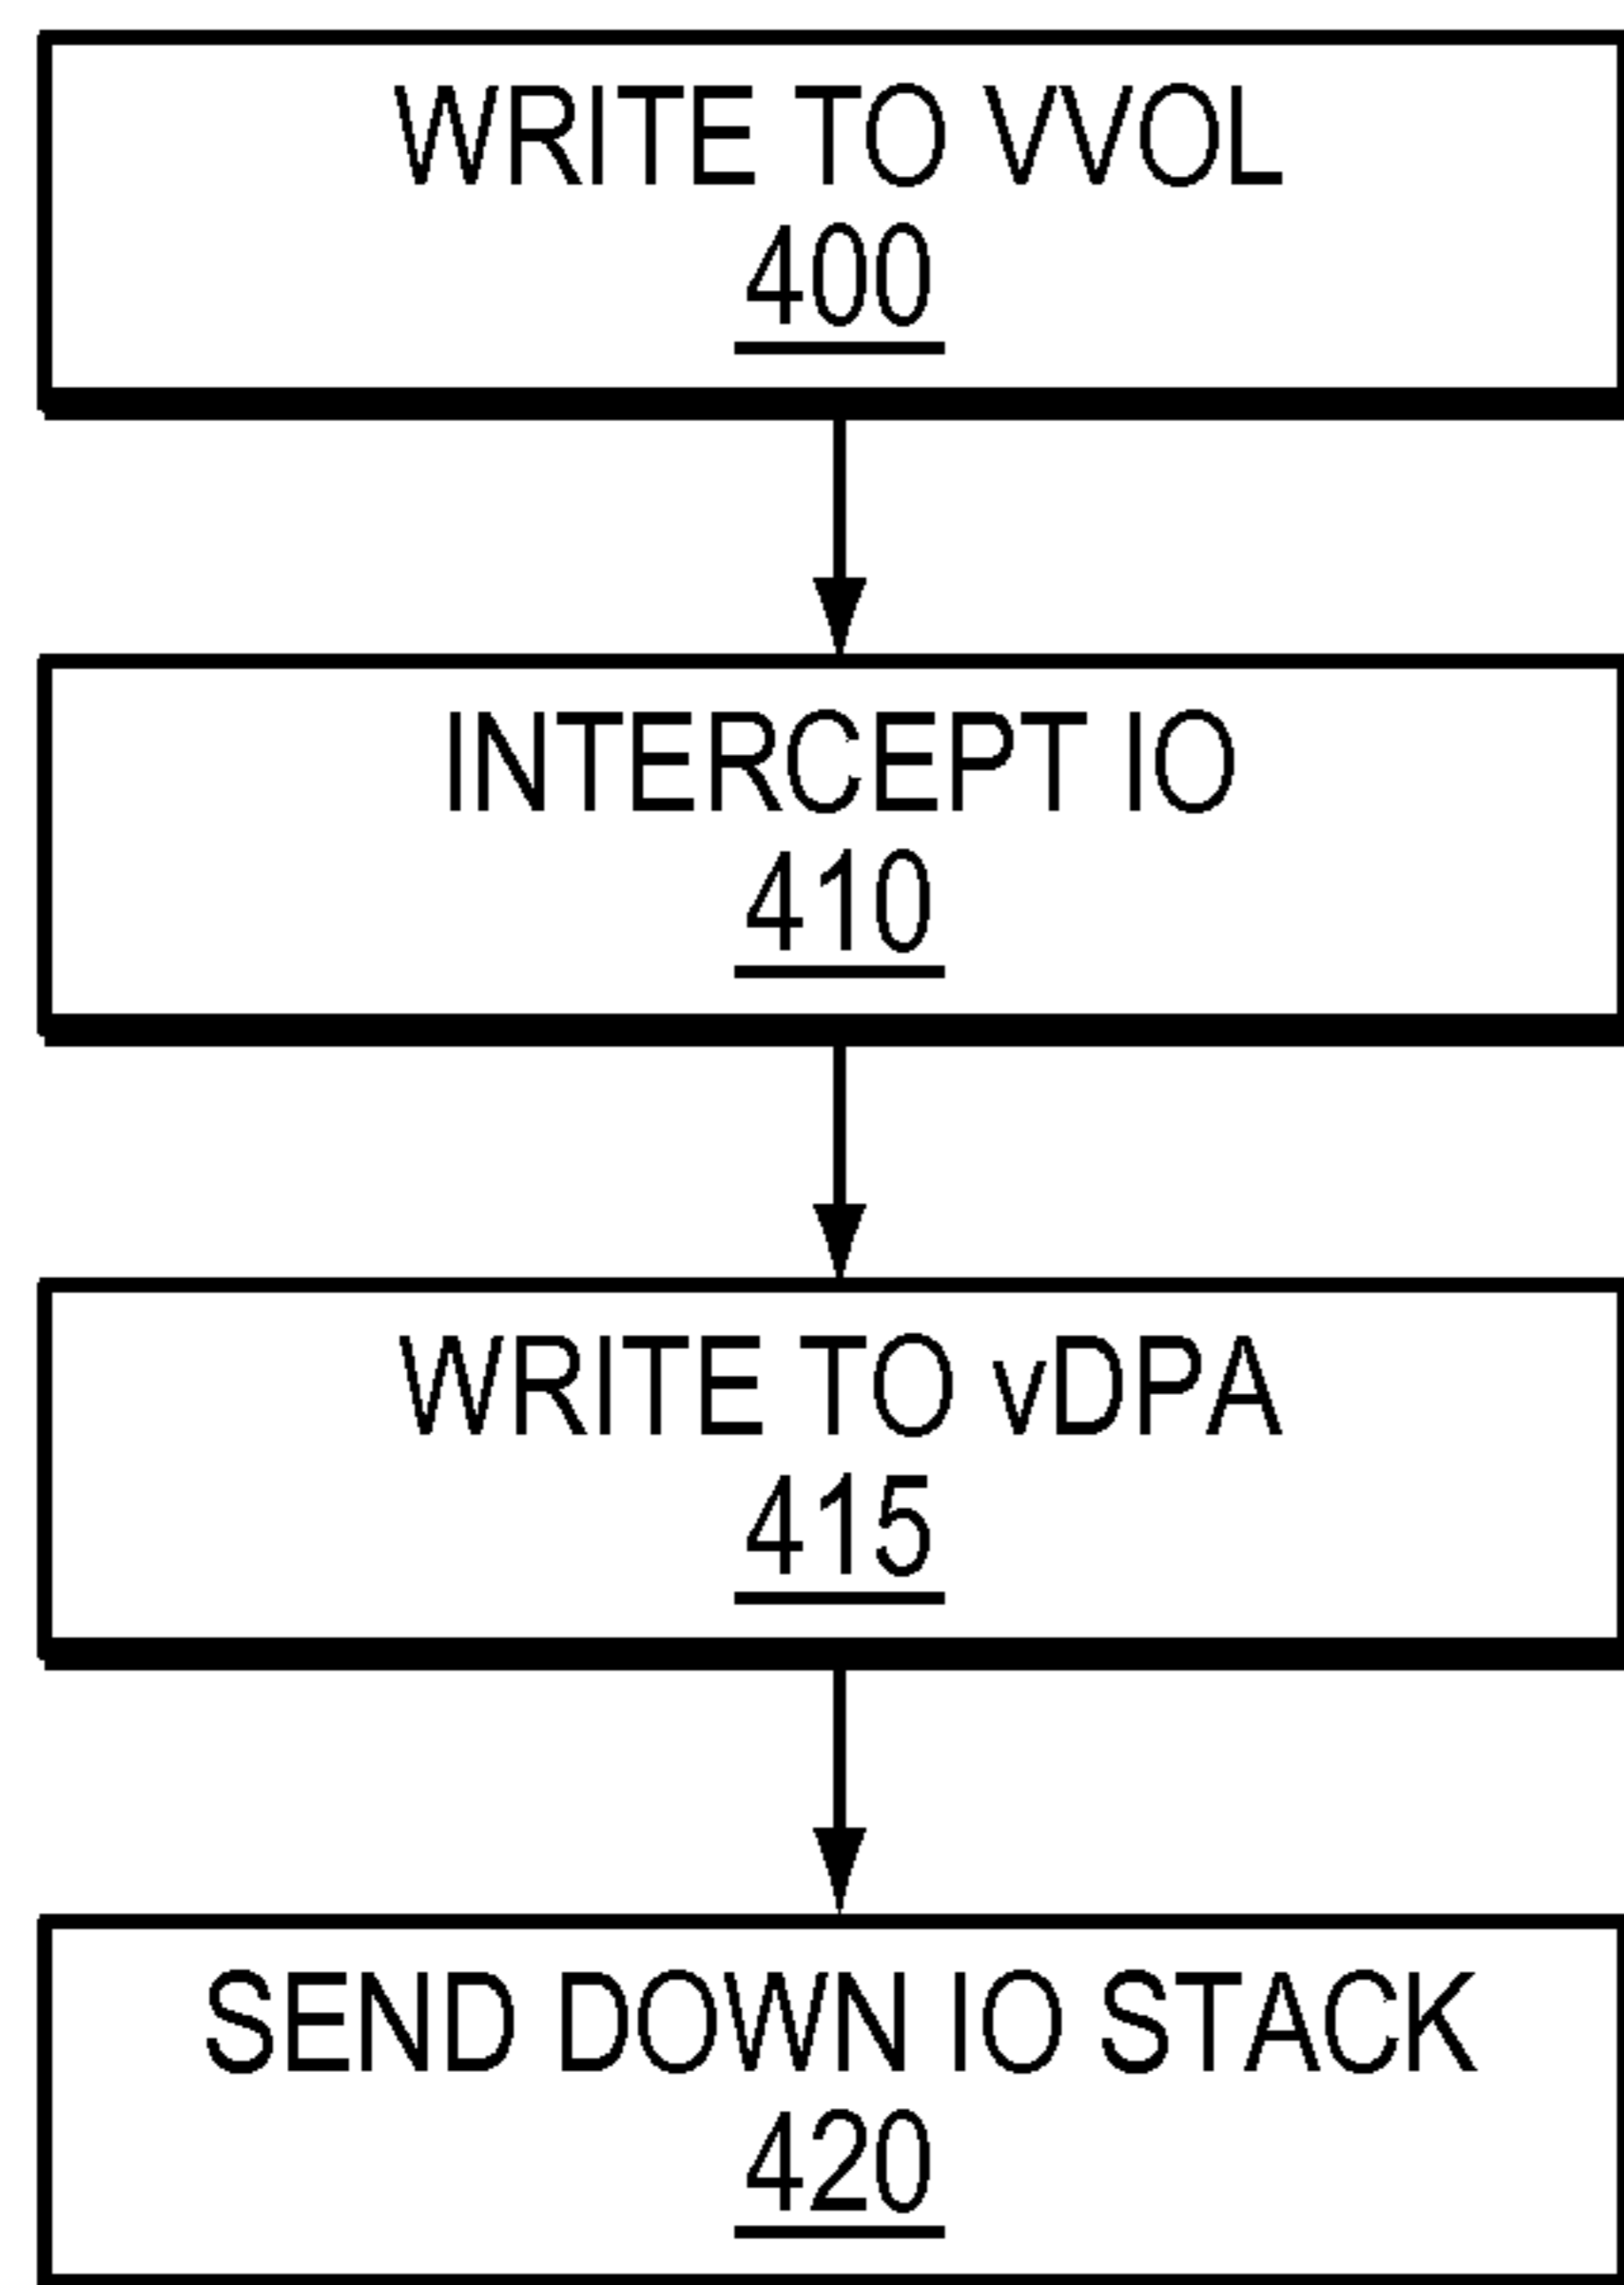 WRITE TO VVOL
400
INTERCEPT IO
410
WRITE TO vDPA
415
SEND DOWN IO STACK
420